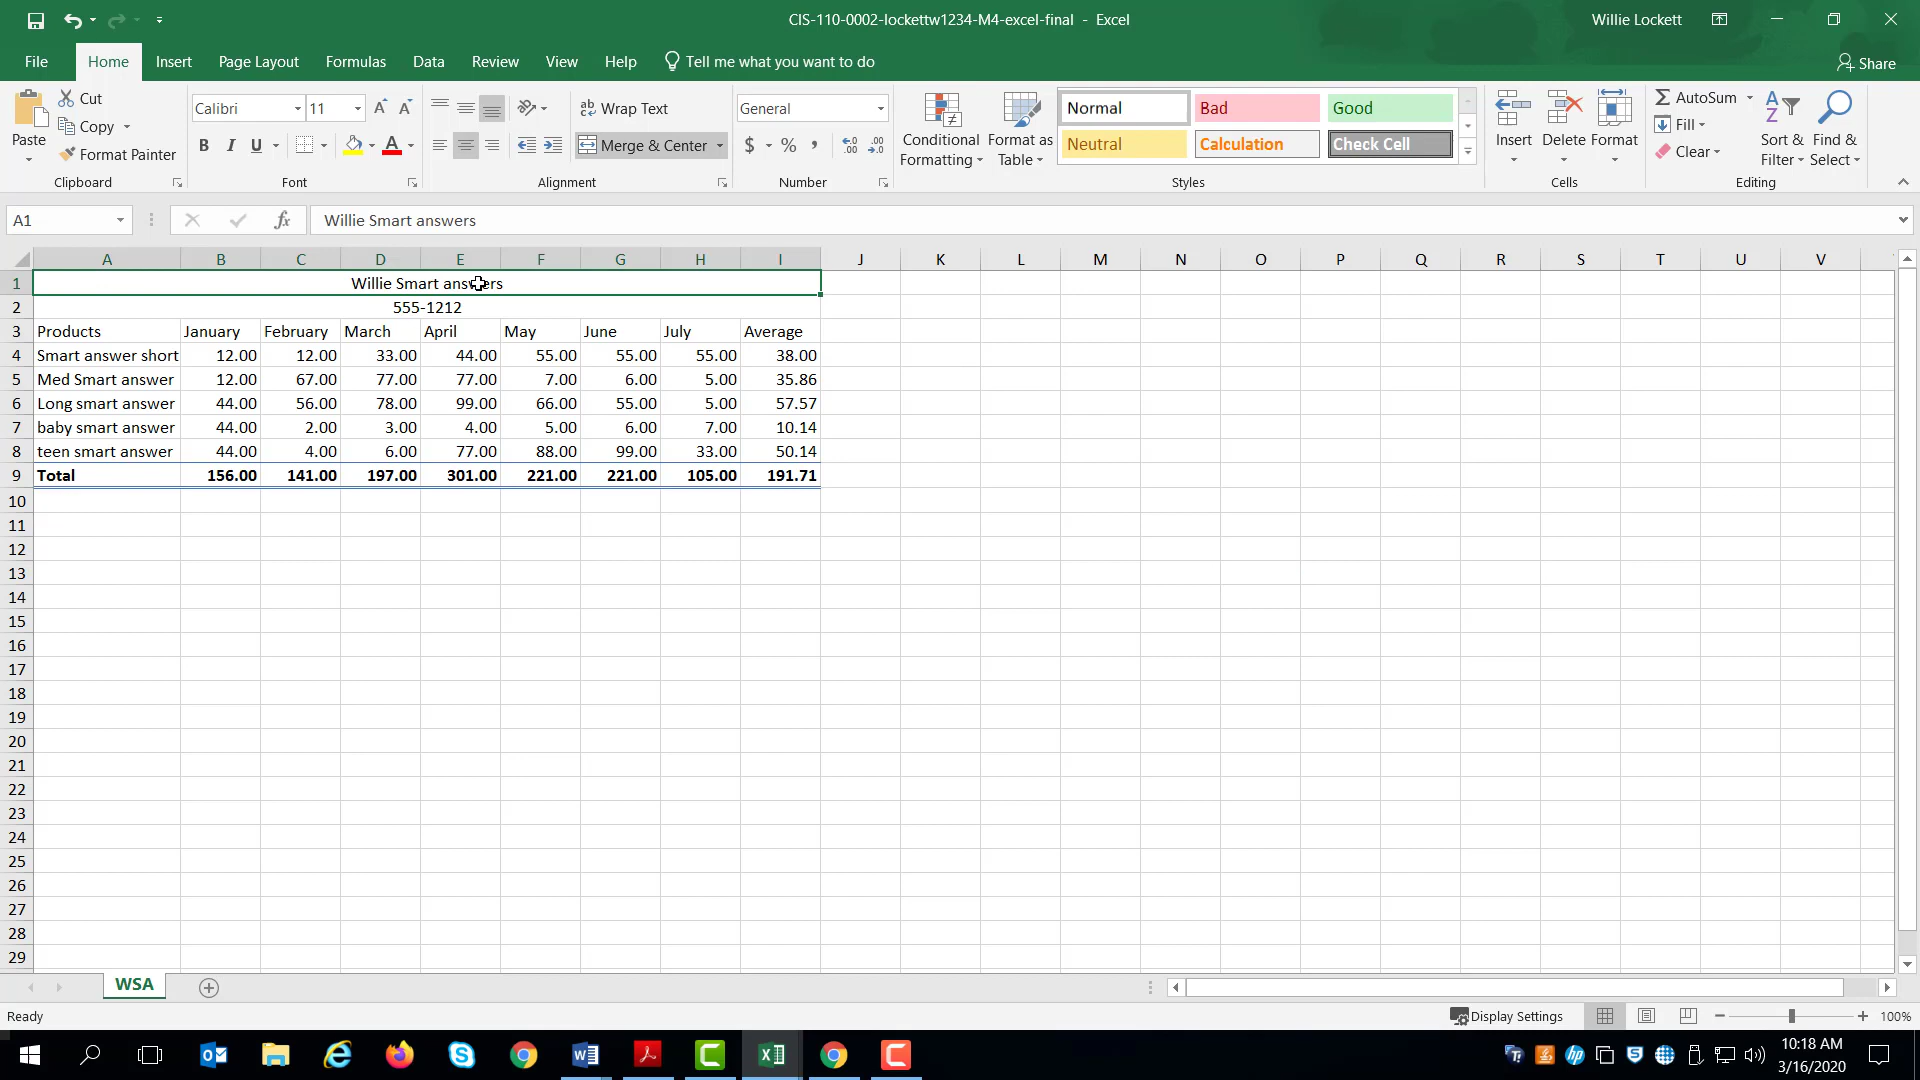 CIS-110-0002-lockettw1234-M4-excel-final - Excel
Willie Lockett
File Home Insert Page Layout Formulas Data Review View Help Tell me what you want to do
Share
Paste
Cut
Copy
Format Painter
Clipboard
Calibri 11
B I U A
Font
Wrap Text
Merge & Center
Alignment
General
$ % ,
Number
Conditional Formatting
Format as Table
Normal Bad Good
Neutral Calculation Check Cell
Styles
Insert Delete Format
Cells
AutoSum
Fill
Clear
Sort & Filter
Find & Select
Editing
A1 fx Willie Smart answers
A B C D E F G H I J K L M N O P Q R S T U V
1 Willie Smart answers
2 555-1212
3 Products January February March April May June July Average
4 Smart answer short 12.00 12.00 33.00 44.00 55.00 55.00 55.00 38.00
5 Med Smart answer 12.00 67.00 77.00 77.00 7.00 6.00 5.00 35.86
6 Long smart answer 44.00 56.00 78.00 99.00 66.00 55.00 5.00 57.57
7 baby smart answer 44.00 2.00 3.00 4.00 5.00 6.00 7.00 10.14
8 teen smart answer 44.00 4.00 6.00 77.00 88.00 99.00 33.00 50.14
9 Total 156.00 141.00 197.00 301.00 221.00 221.00 105.00 191.71
10
11
12
13
14
15
16
17
18
19
20
21
22
23
24
25
26
27
28
29
WSA
Ready
Display Settings
100%
10:18 AM
3/16/2020